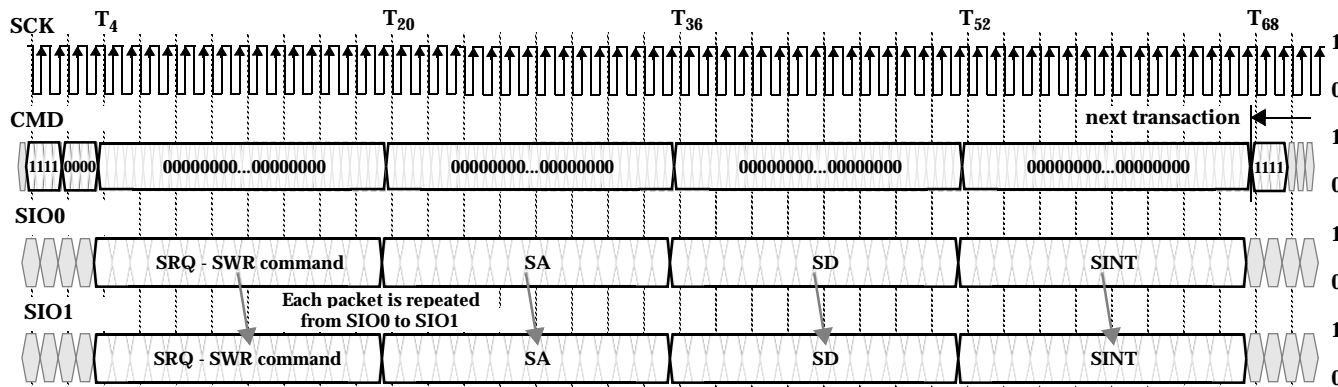 SCK T4 T20 T36 T52 T68
1
0
CMD next transaction
1
1111 0000 00000000...00000000 00000000...00000000 00000000...00000000 00000000...00000000 1111
0
SIO0
1
SRQ - SWR command SA SD SINT
0
Each packet is repeated
from SIO0 to SIO1
SIO1
1
SRQ - SWR command SA SD SINT
0